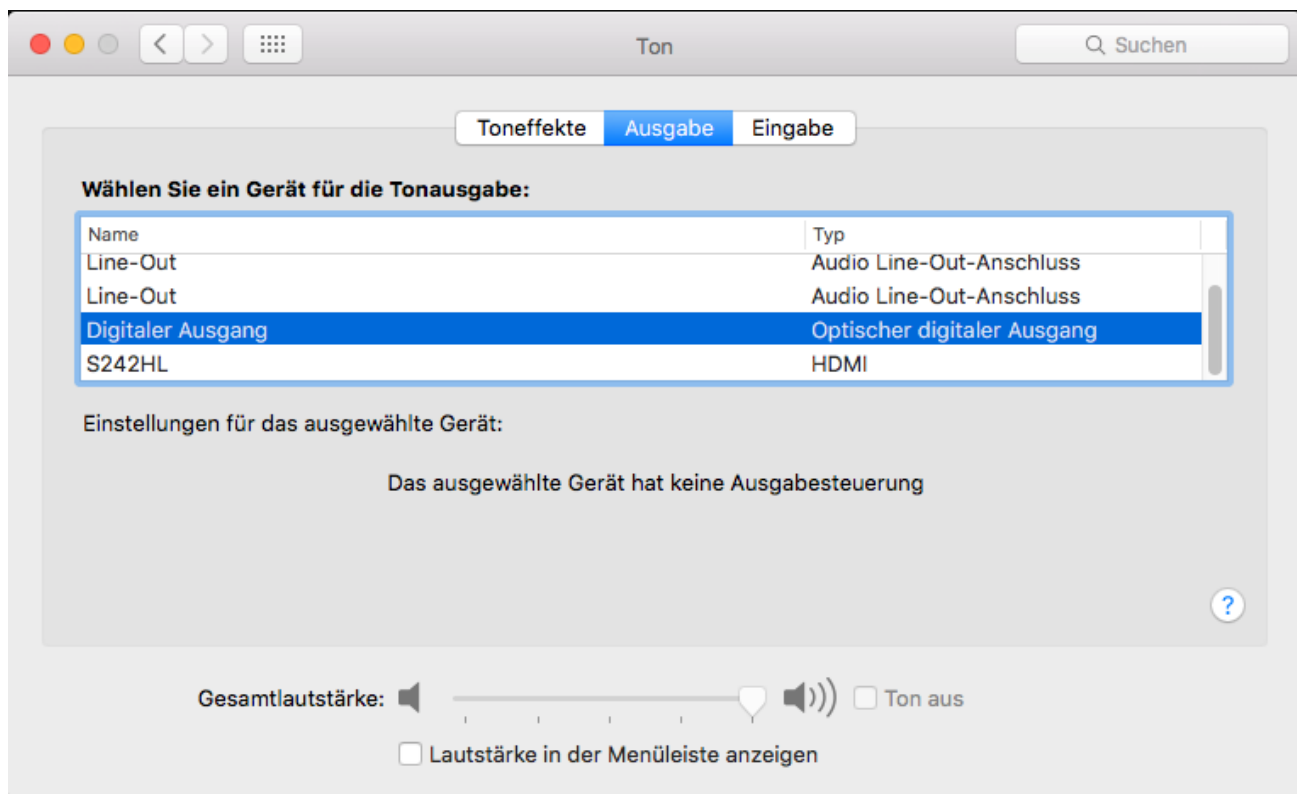 Ton
Suchen
Toneffekte Ausgabe Eingabe
Wählen Sie ein Gerät für die Tonausgabe:
Name Typ
Line-Out Audio Line-Out-Anschluss
Line-Out Audio Line-Out-Anschluss
Digitaler Ausgang Optischer digitaler Ausgang
S242HL HDMI
Einstellungen für das ausgewählte Gerät:
Das ausgewählte Gerät hat keine Ausgabesteuerung
?
Gesamtlautstärke: Ton aus
Lautstärke in der Menüleiste anzeigen